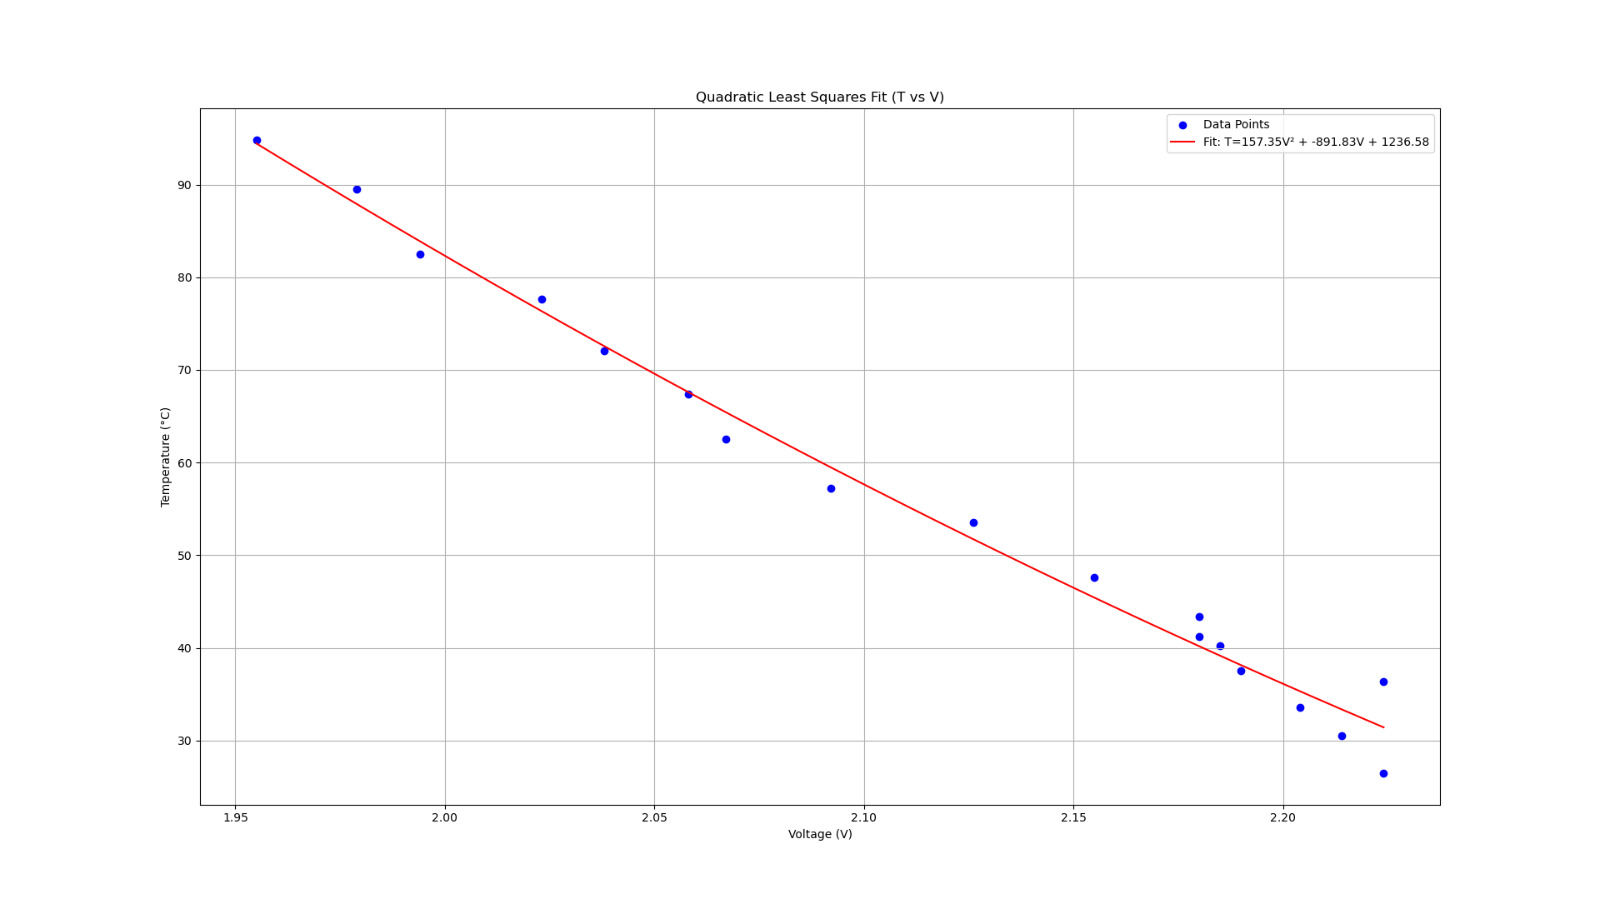 Quadratic Least Squares Fit (T vs V)
Data Points
Fit: T=157.35V² + -891.83V + 1236.58
Temperature (°C)
90
80
70
60
50
40
30
1.95
2.00
2.05
2.10
2.15
2.20
Voltage (V)